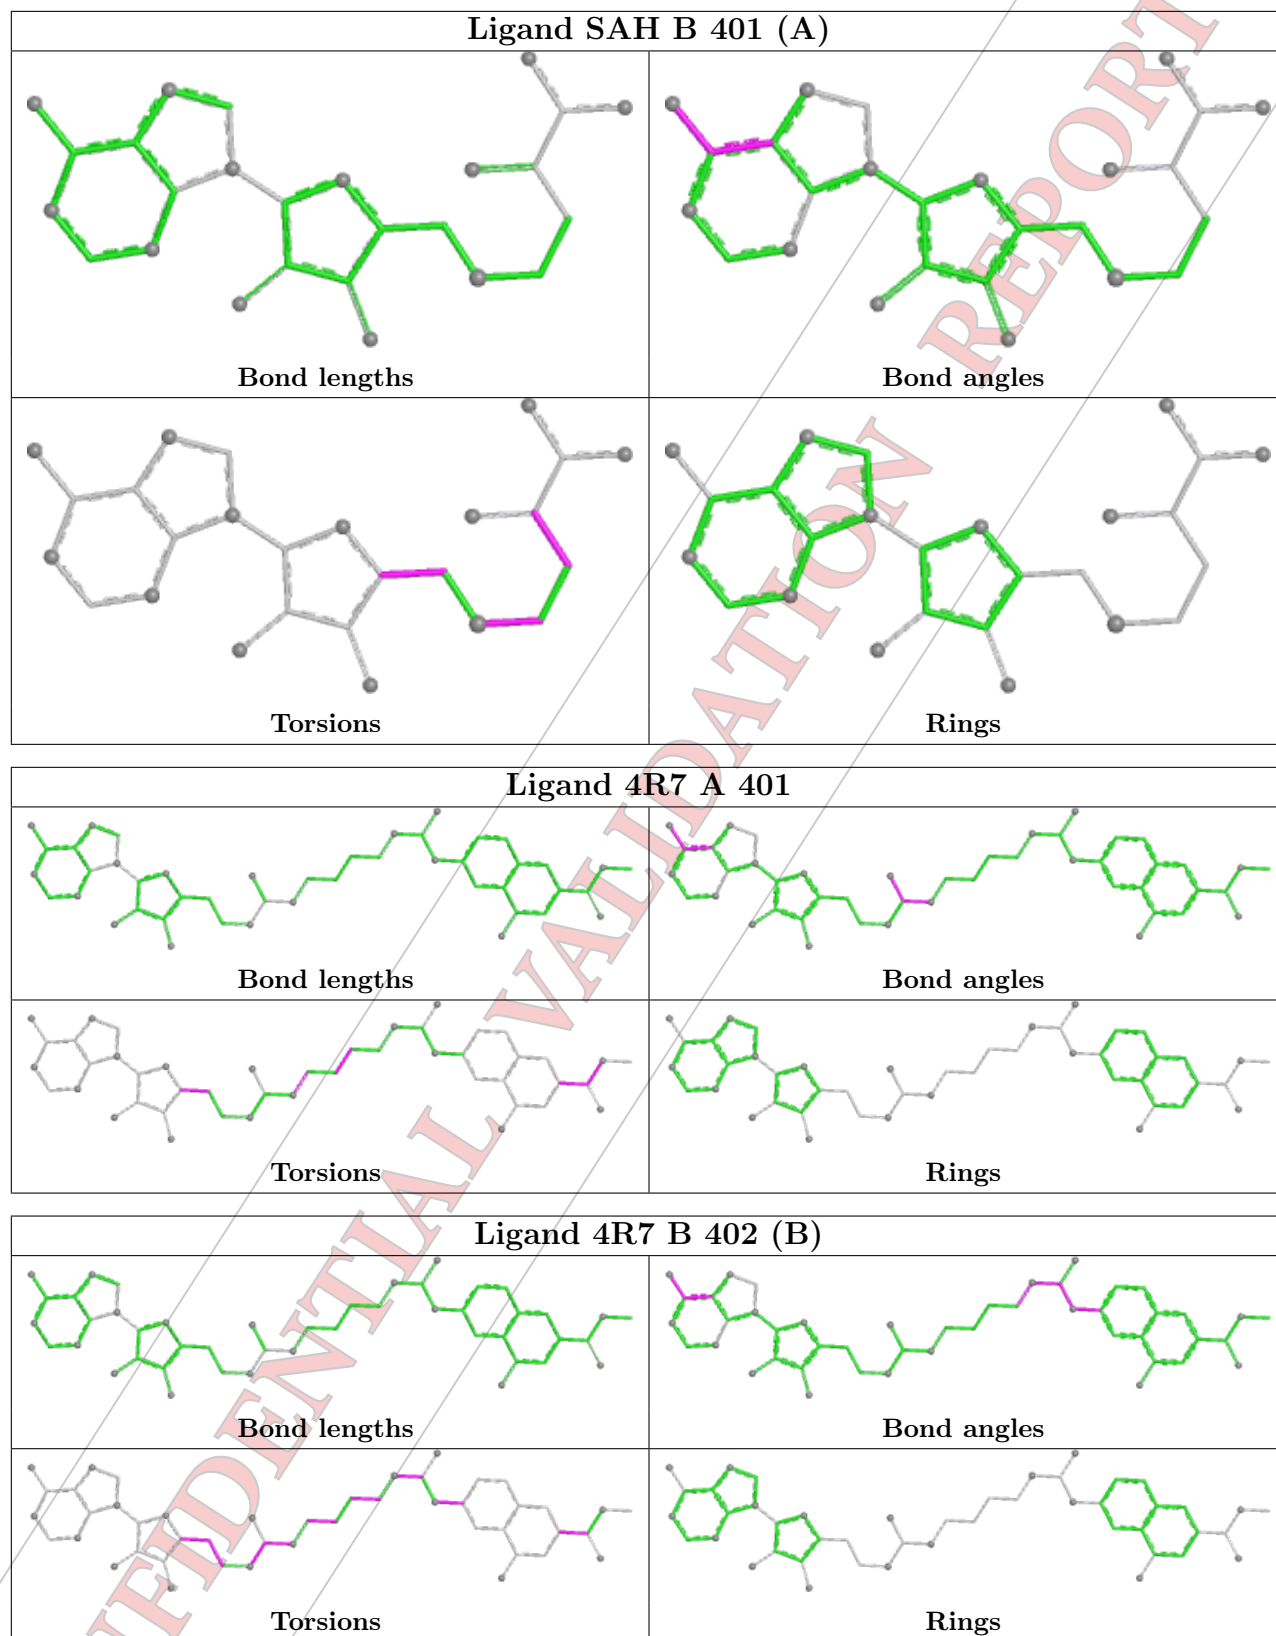 Ligand SAH B 401 (A)
Bond lengths
Bond angles
Torsions
Rings
Ligand 4R7 A 401
Bond lengths
Bond angles
Torsions
Rings
Ligand 4R7 B 402 (B)
Bond lengths
Bond angles
Torsions
Rings
FIDENTIAL VALIDATION REPORT